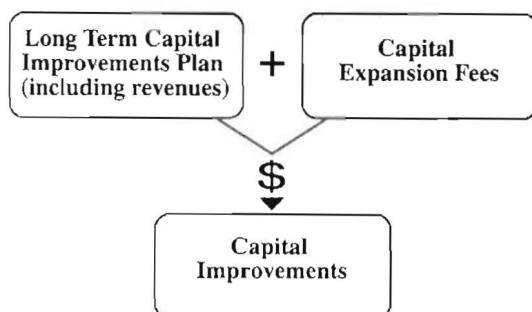 Long Term Capital
Improvements Plan
(including revenues)
+
Capital
Expansion Fees
$
Capital
Improvements